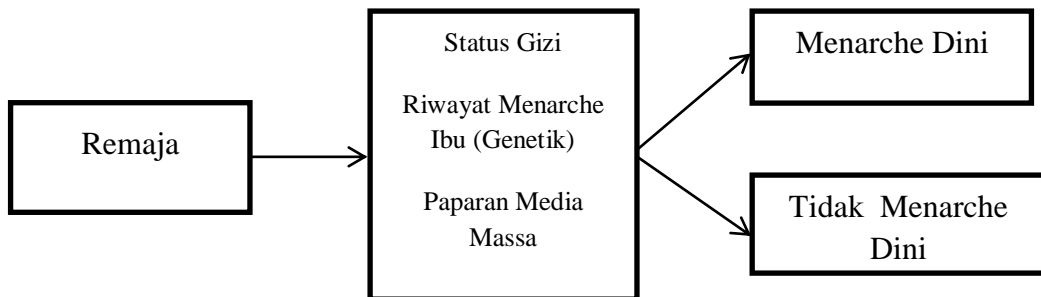 Remaja
Status Gizi
Riwayat Menarche
Ibu (Genetik)
Paparan Media
Massa
Menarche Dini
Tidak Menarche
Dini